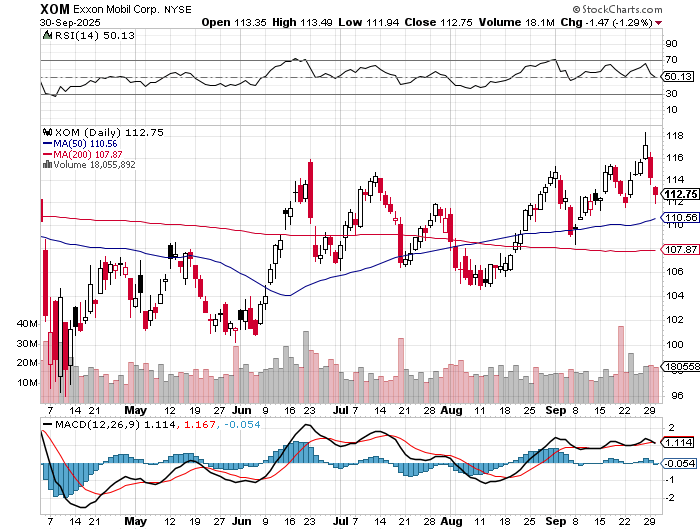 XOM Exxon Mobil Corp. NYSE © StockCharts.com
30-Sep-2025 Open 113.35 High 113.49 Low 111.94 Close 112.75 Volume 18.1M Chg -1.47 (-1.29%)
RSI(14) 50.13
90
70
50.13
30
10
XOM (Daily) 112.75
MA(50) 110.56
MA(200) 107.87
Volume 18,055,892
118
116
114
112.75
112
110.56
110
107.87
106
104
102
100
98
96
40M
30M
20M
10M
180558
7 14 21 May 12 19 27 Jun 9 16 23 Jul 7 14 21 28 Aug 11 18 25 Sep 8 15 22 29
MACD(12,26,9) 1.114, 1.167, -0.054
2
1.114
-0.054
-1
-2
7 14 21 May 12 19 27 Jun 9 16 23 Jul 7 14 21 28 Aug 11 18 25 Sep 8 15 22 29